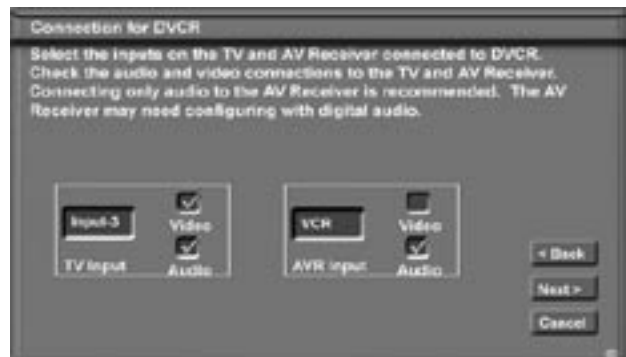 Connection for DVCR
Select the inputs on the TV and AV Receiver connected to DVCR.
Check the audio and video connections to the TV and AV Receiver.
Connecting only audio to the AV Receiver is recommended. The AV
Receiver may need configuring with digital audio.
Input-3
Video
VCR
Video
TV Input
Audio
AVR Input
Audio
< Back
Next >
Cancel